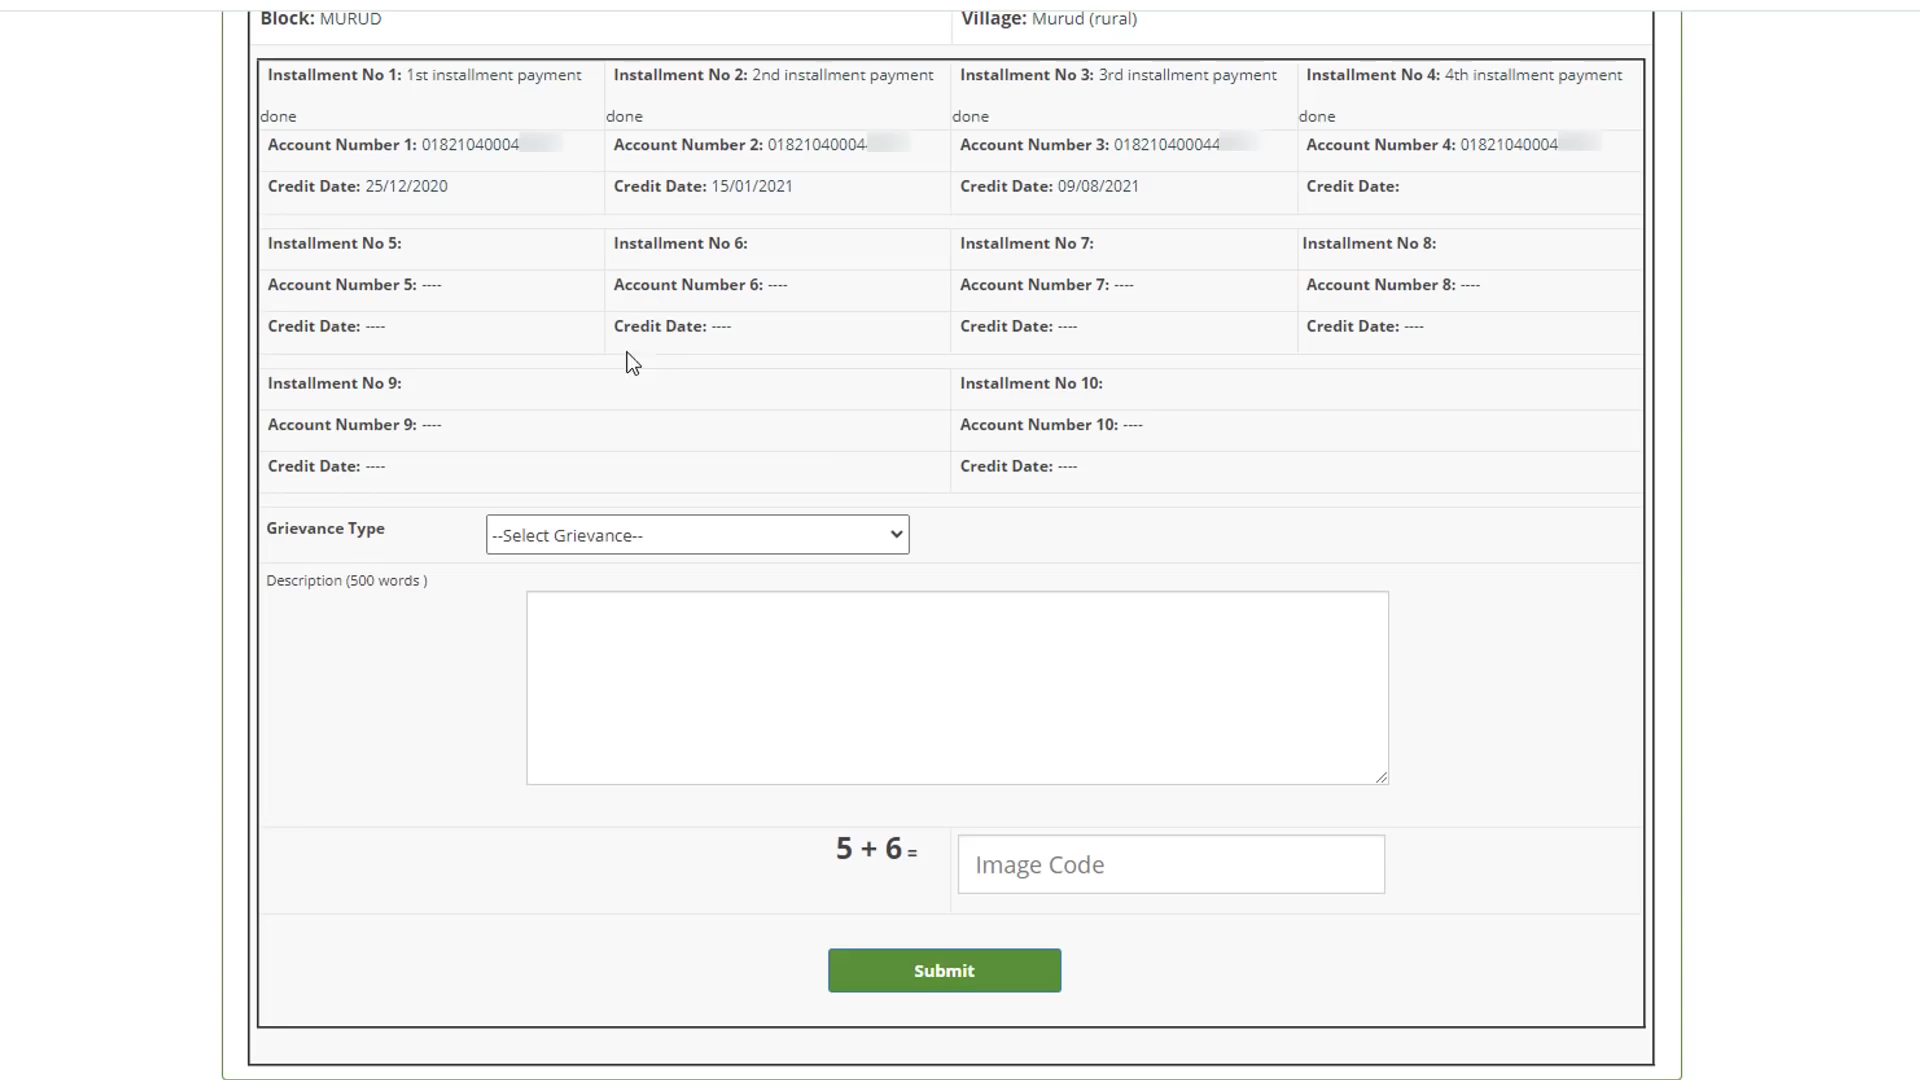 Block: MURUD Village: Murud (rural)
Installment No 1: 1st installment payment done
Installment No 2: 2nd installment payment done
Installment No 3: 3rd installment payment done
Installment No 4: 4th installment payment done
Account Number 1: 01821040004 Account Number 2: 01821040004 Account Number 3: 018210400044 Account Number 4: 01821040004
Credit Date: 25/12/2020 Credit Date: 15/01/2021 Credit Date: 09/08/2021 Credit Date:
Installment No 5: Installment No 6: Installment No 7: Installment No 8:
Account Number 5: ---- Account Number 6: ---- Account Number 7: ---- Account Number 8: ----
Credit Date: ---- Credit Date: ---- Credit Date: ---- Credit Date: ----
Installment No 9: Installment No 10:
Account Number 9: ---- Account Number 10: ----
Credit Date: ---- Credit Date: ----
Grievance Type --Select Grievance--
Description (500 words )
5 + 6 = Image Code
Submit